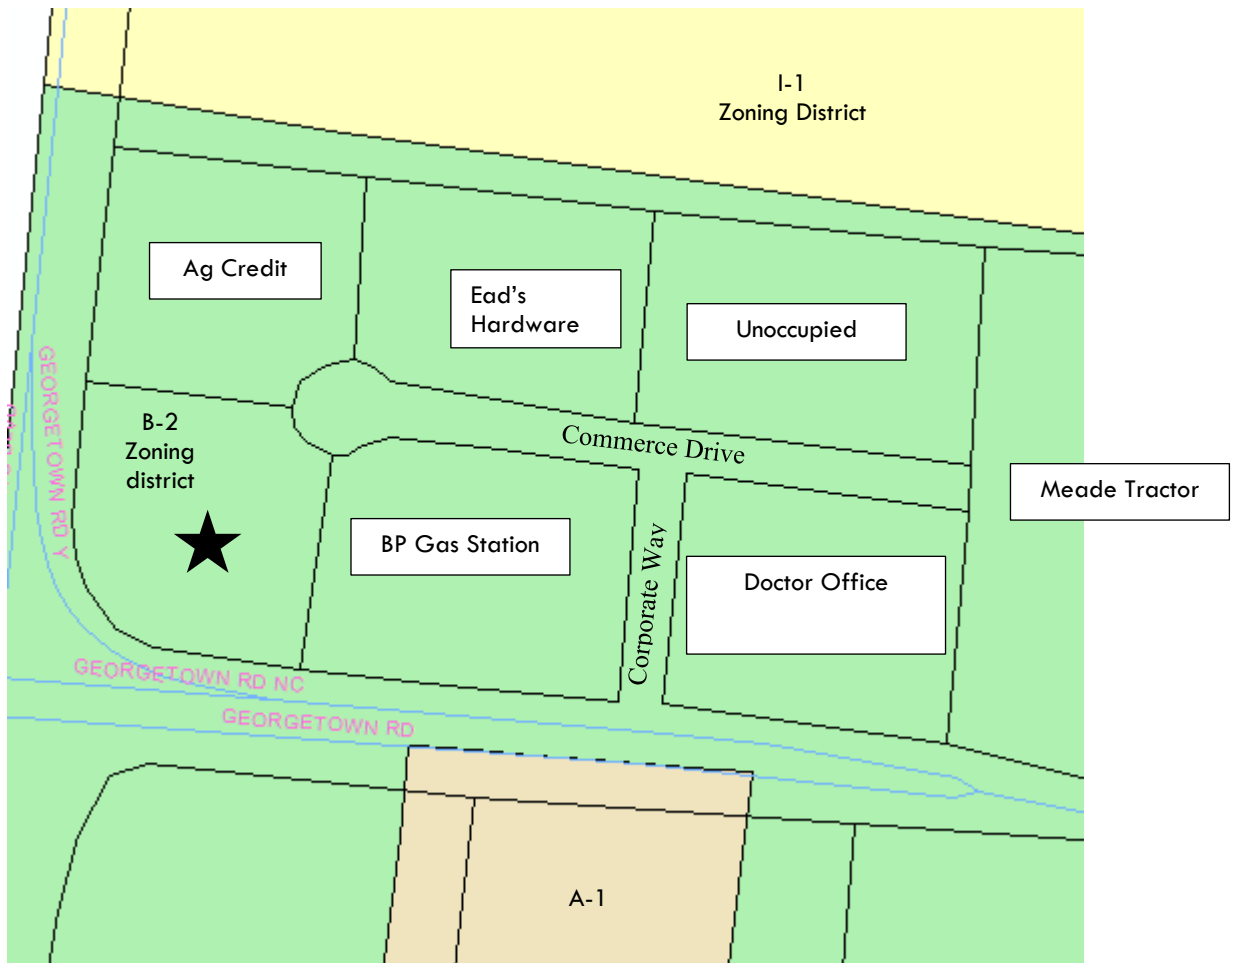 I-1
Zoning District
Ag Credit
Ead's
Hardware
Unoccupied
B-2
Zoning
district
Commerce Drive
Meade Tractor
GEORGETOWN RD Y
BP Gas Station
Corporate Way
Doctor Office
GEORGETOWN RD NC
GEORGETOWN RD
A-1